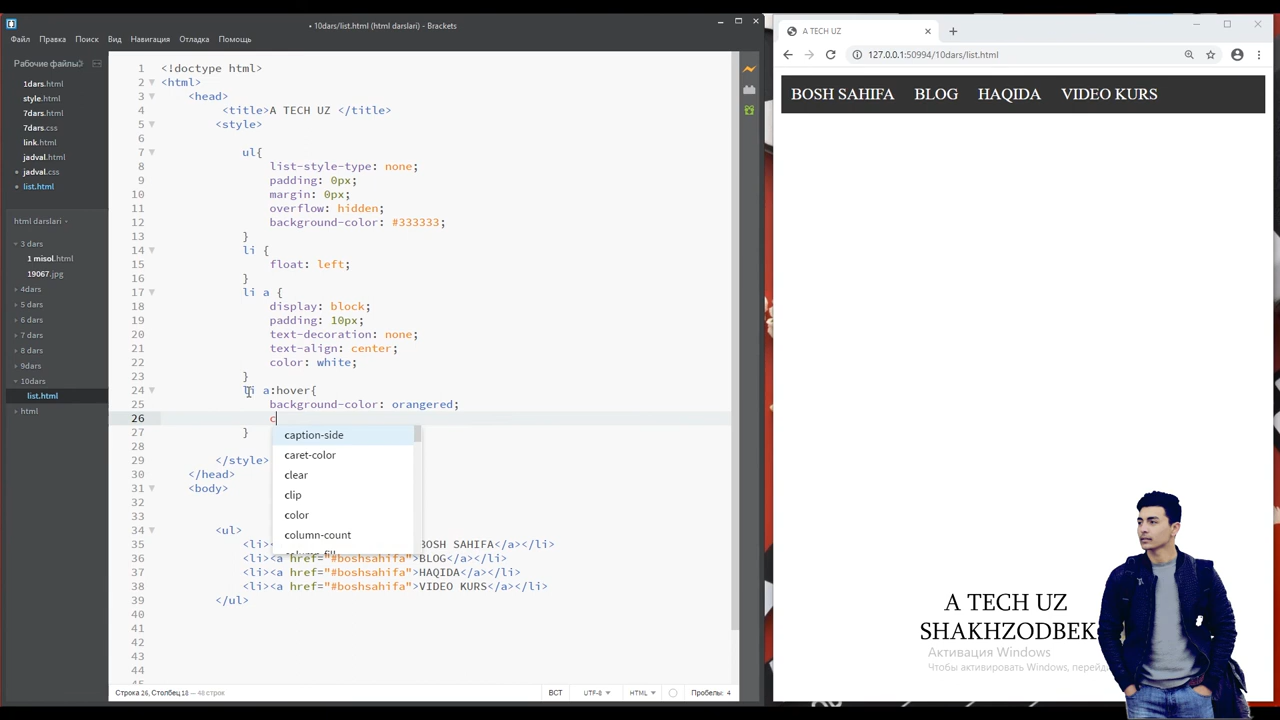 • 10dars/list.html (html darslari) - Brackets
Файл Правка Поиск Вид Навигация Отладка Помощь
Рабочие файлы
1dars.html
style.html
7dars.html
7dars.css
link.html
jadval.html
• jadval.css
• list.html
html darslari
3 dars
1 misol.html
19067.jpg
4dars
5 dars
6 dars
7 dars
8 dars
9dars
10dars
list.html
html
1 <!doctype html>
2 <html>
3 <head>
4 <title>A TECH UZ </title>
5 <style>
6
7 ul{
8 list-style-type: none;
9 padding: 0px;
10 margin: 0px;
11 overflow: hidden;
12 background-color: #333333;
13 }
14 li {
15 float: left;
16 }
17 li a {
18 display: block;
19 padding: 10px;
20 text-decoration: none;
21 text-align: center;
22 color: white;
23 }
24 li a:hover{
25 background-color: orangered;
26 c
27 }
28
29 </style>
30 </head>
31 <body>
32
33
34 <ul>
35 <li>< BOSH SAHIFA</a></li>
36 <li><a href="#boshsahifa">BLOG</a></li>
37 <li><a href="#boshsahifa">HAQIDA</a></li>
38 <li><a href="#boshsahifa">VIDEO KURS</a></li>
39 </ul>
40
41
42
43
44
caption-side
caret-color
clear
clip
color
column-count
column-fill
Строка 26, Столбец 18 — 48 строк
ВСТ UTF-8 HTML Пробелы: 4
A TECH UZ
127.0.0.1:50994/10dars/list.html
BOSH SAHIFA BLOG HAQIDA VIDEO KURS
A TECH UZ
SHAKHZODBEK
Активация Windows
Чтобы активировать Windows, перейд